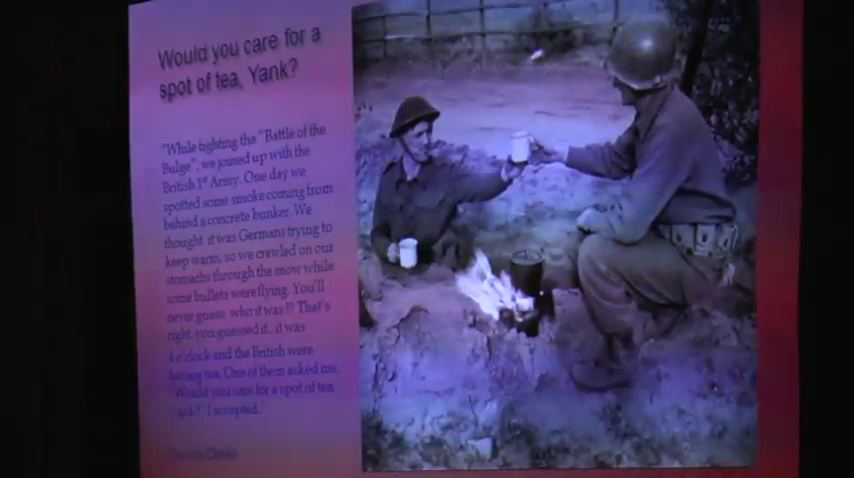 Would you care for a
spot of tea, Yank?
"While fighting the "Battle of the
Bulge", we joined up with the
British 1st Army. One day we
spotted some smoke coming from
behind a concrete bunker. We
thought it was Germans trying to
keep warm, so we crawled on our
stomachs through the snow while
some bullets were flying. You'll
never guess who it was!!! That's
right, you guessed it.. it was
4 o'clock and the British were
having tea. One of them asked me,
"Would you care for a spot of tea,
I accepted."